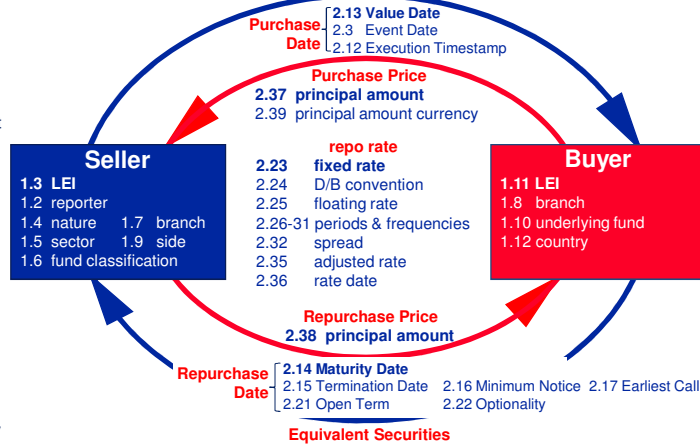 2.13 Value Date
Purchase Date
2.3 Event Date
2.12 Execution Timestamp
Purchase Price
2.37 principal amount
2.39 principal amount currency
Seller
1.3 LEI
1.2 reporter
1.4 nature 1.7 branch
1.5 sector 1.9 side
1.6 fund classification
repo rate
2.23 fixed rate
2.24 D/B convention
2.25 floating rate
2.26-31 periods & frequencies
2.32 spread
2.35 adjusted rate
2.36 rate date
Buyer
1.11 LEI
1.8 branch
1.10 underlying fund
1.12 country
Repurchase Price
2.38 principal amount
Repurchase Date
2.14 Maturity Date
2.15 Termination Date 2.16 Minimum Notice 2.17 Earliest Call
2.21 Open Term 2.22 Optionality
Equivalent Securities